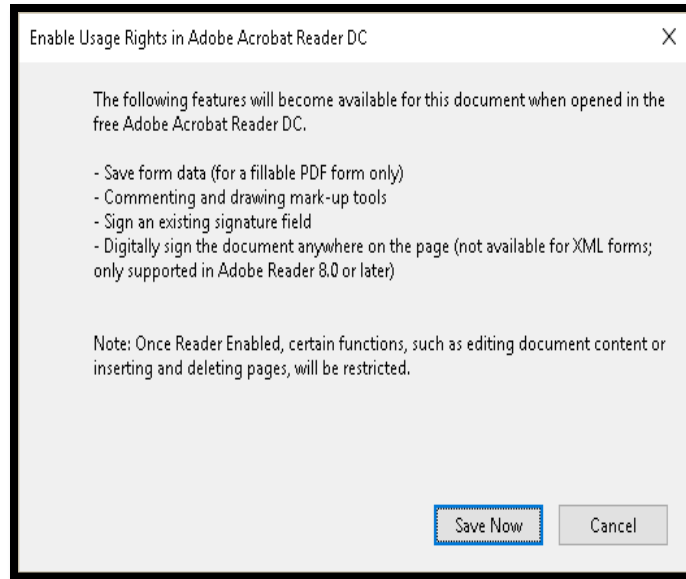 Enable Usage Rights in Adobe Acrobat Reader DC
The following features will become available for this document when opened in the
free Adobe Acrobat Reader DC.
- Save form data (for a fillable PDF form only)
- Commenting and drawing mark-up tools
- Sign an existing signature field
- Digitally sign the document anywhere on the page (not available for XML forms;
only supported in Adobe Reader 8.0 or later)
Note: Once Reader Enabled, certain functions, such as editing document content or
inserting and deleting pages, will be restricted.
Save Now
Cancel